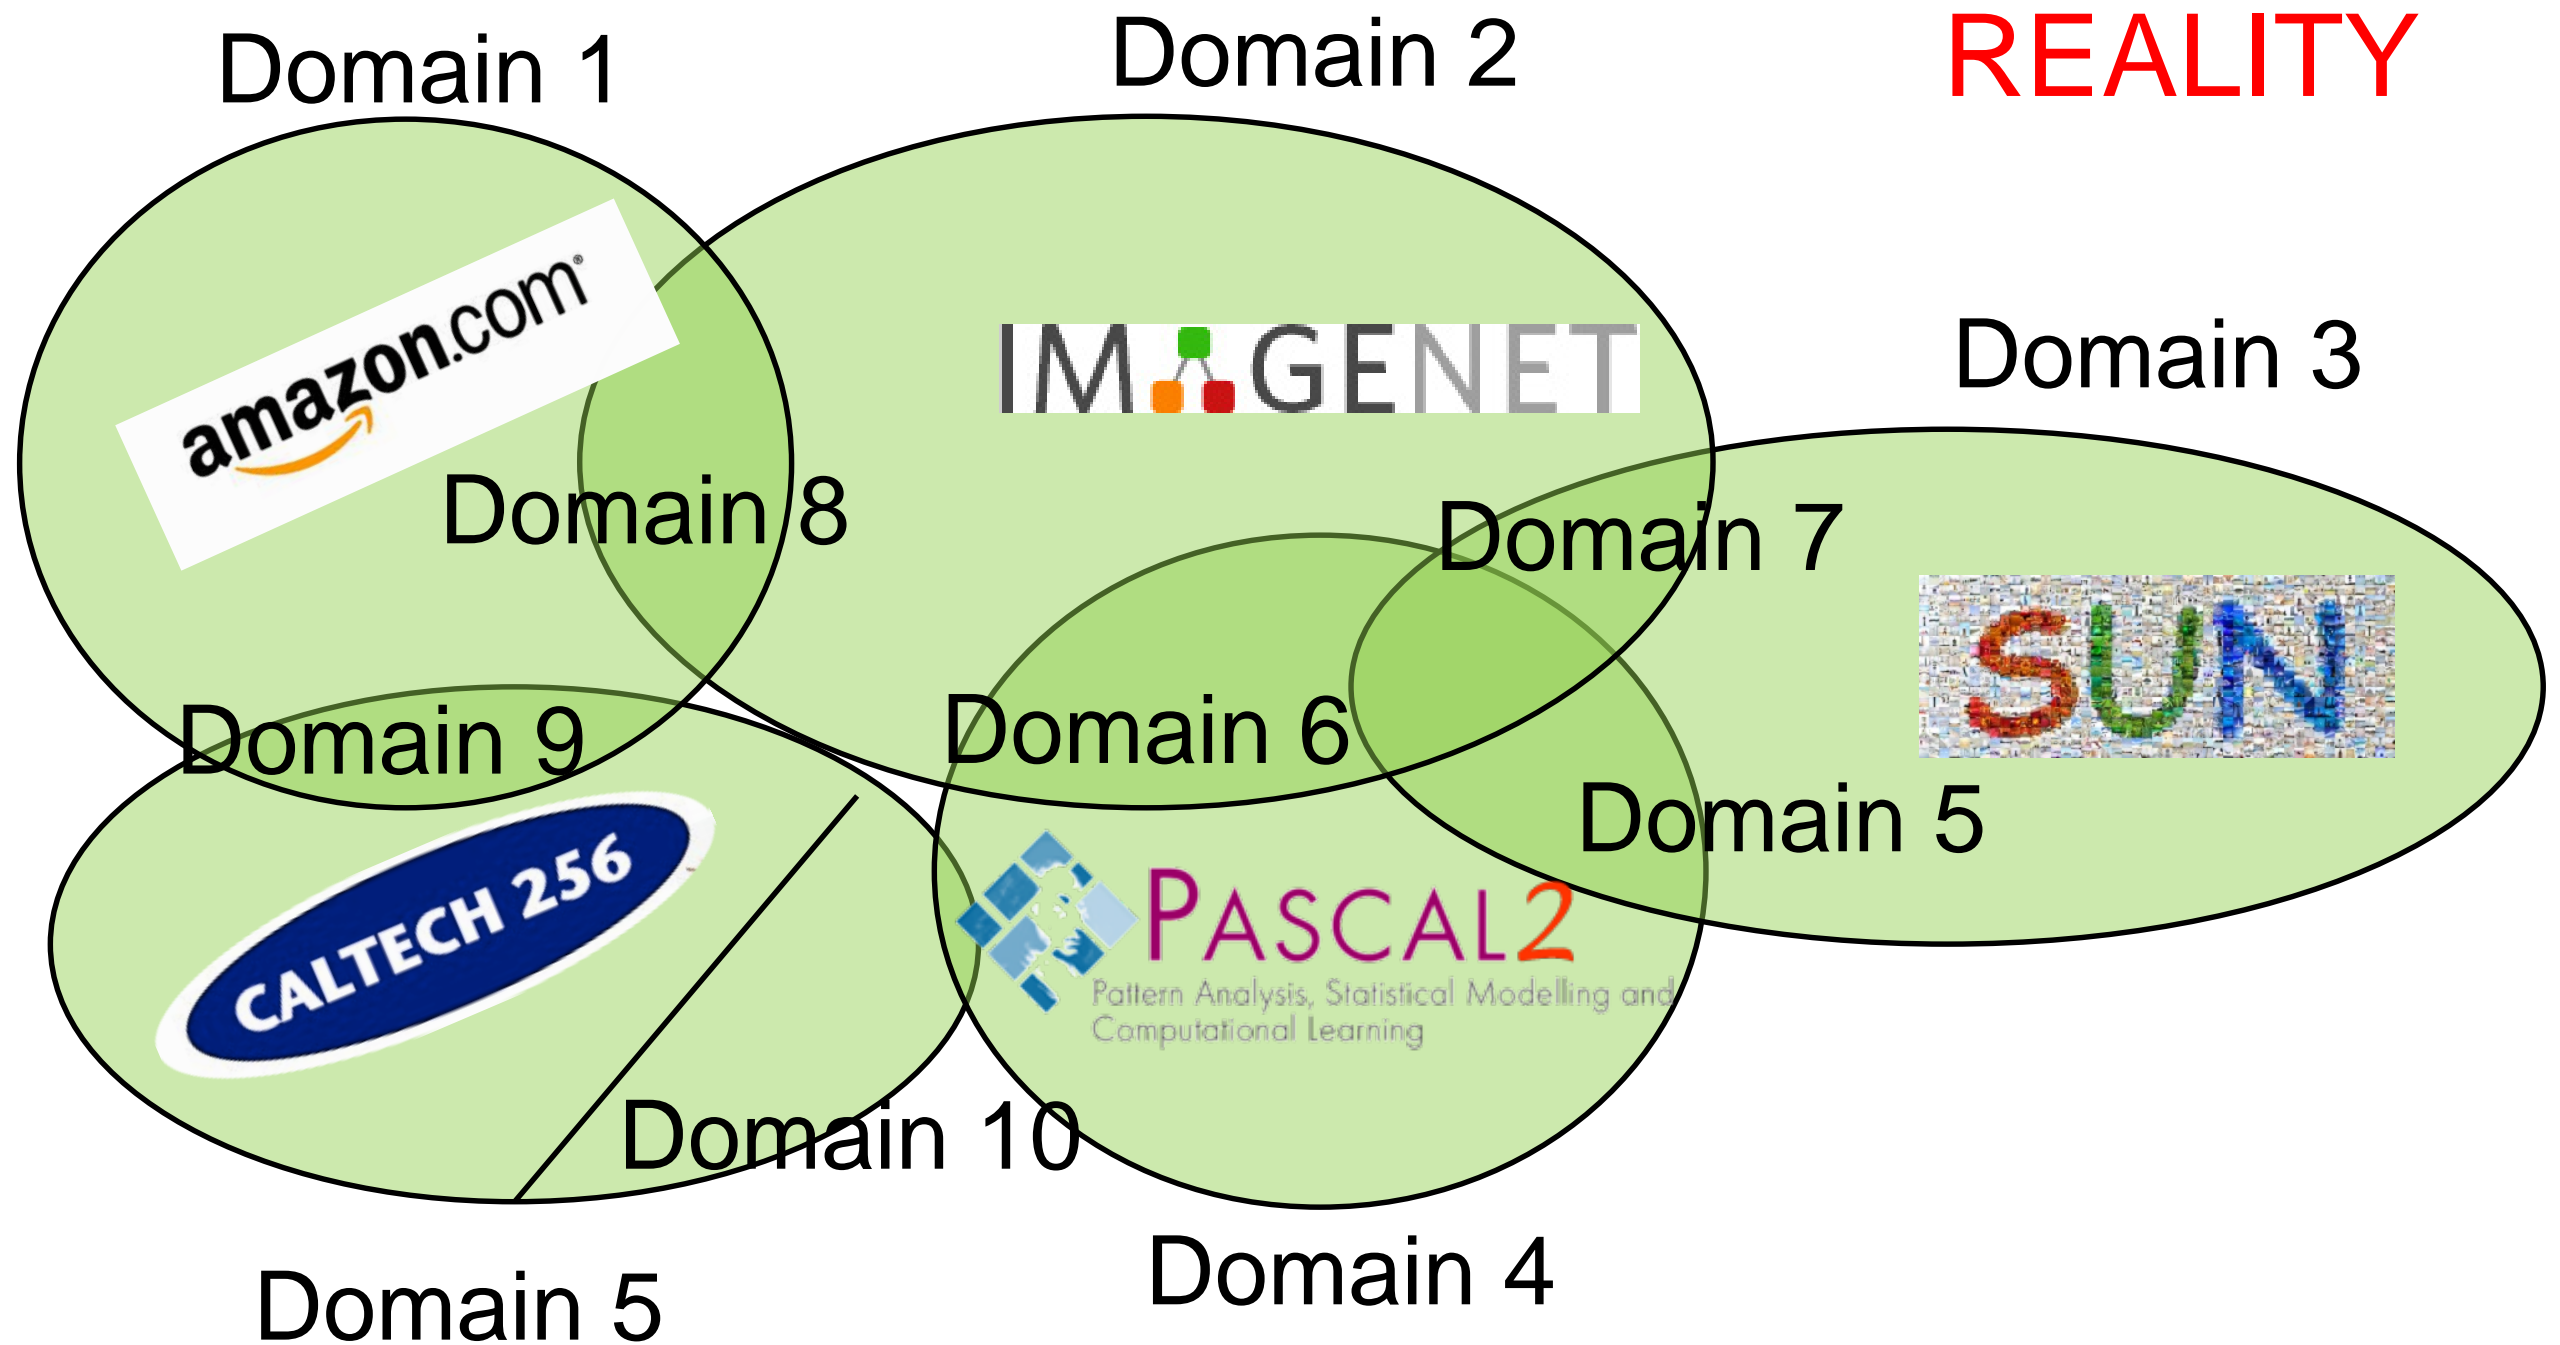 Domain 1
Domain 2
REALITY
amazon.com®
IMAGENET
Domain 3
Domain 8
Domain 7
SUN
Domain 9
Domain 6
Domain 5
CALTECH 256
PASCAL2
Pattern Analysis, Statistical Modelling and
Computational Learning
Domain 10
Domain 4
Domain 5